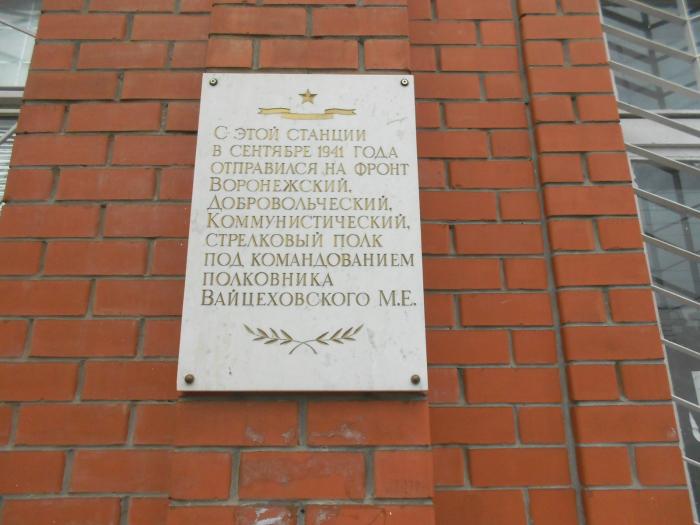 С этой станции
в сентябре 1941 года
отправился на фронт
Воронежский,
Добровольческий,
Коммунистический,
стрелковый полк
под командованием
полковника
Вайцеховского М.Е.